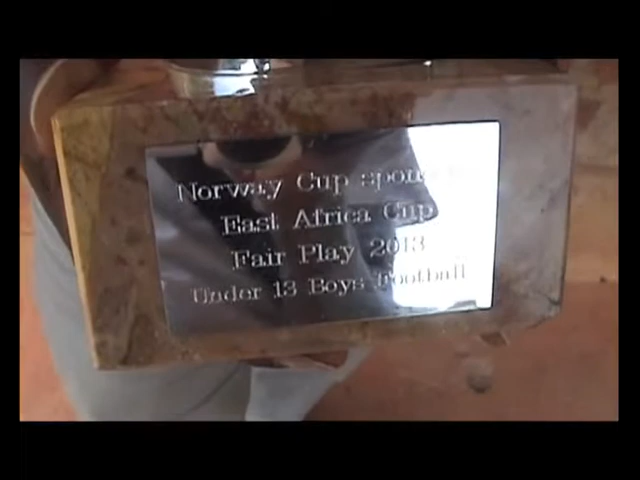 Norway Cup
East Africa Cup
Fair Play 2013
Under 13 Boys Football